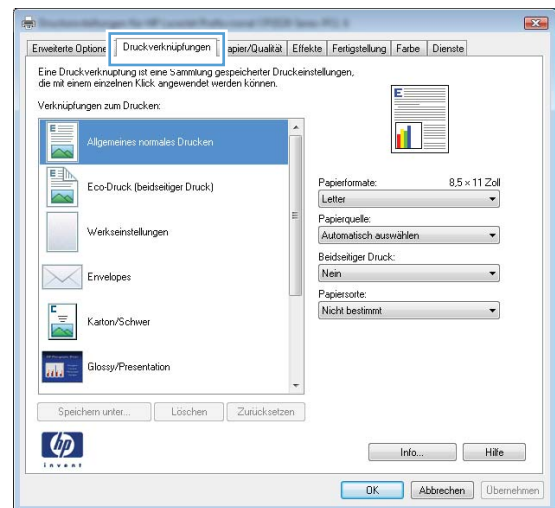 Erweiterte Optione
Druckverknüpfungen
apier/Qualität
Effekte
Fertigstellung
Farbe
Dienste
Eine Druckverknüpfung ist eine Sammlung gespeicherter Druckeinstellungen,
die mit einem einzelnen Klick angewendet werden können.
Verknüpfungen zum Drucken:
Allgemeines normales Drucken
Eco-Druck (beidseitiger Druck)
Werkseinstellungen
Envelopes
Karton/Schwer
Glossy/Presentation
Speichern unter...
Löschen
Zurücksetzen
E
Papierformate: 8,5 × 11 Zoll
Letter
Papierquelle:
Automatisch auswählen
Beidseitiger Druck:
Nein
Papiersorte:
Nicht bestimmt
hp
invent
Info...
Hilfe
OK
Abbrechen
Übernehmen